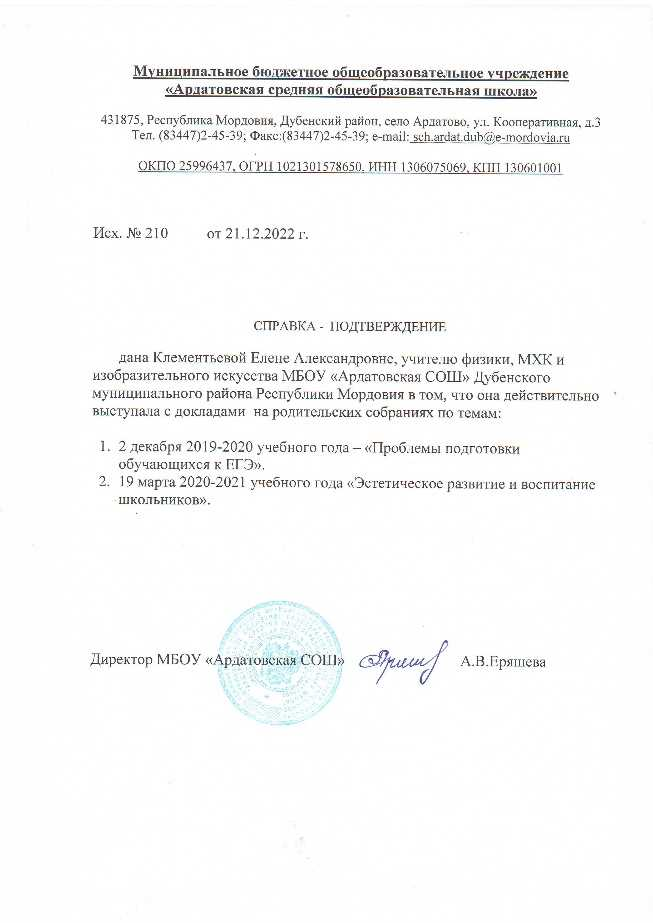 Муниципальное бюджетное общеобразовательное учреждение
«Ардатовская средняя общеобразовательная школа»
431875, Республика Мордовия, Дубенский район, село Ардатово, ул. Кооперативная, д.3
Тел. (83447)2-45-39; Факс:(83447)2-45-39; e-mail: sch.ardat.dub@e-mordovia.ru
ОКПО 25996437, ОГРН 1021301578650, ИНН 1306075069, КПП 130601001
Исх. № 210 от 21.12.2022 г.
СПРАВКА - ПОДТВЕРЖДЕНИЕ
дана Клементьевой Елене Александровне, учителю физики, МХК и
изобразительного искусства МБОУ «Ардатовская СОШ» Дубенского
муниципального района Республики Мордовия в том, что она действительно
выступала с докладами на родительских собраниях по темам:
1. 2 декабря 2019-2020 учебного года – «Проблемы подготовки
обучающихся к ЕГЭ».
2. 19 марта 2020-2021 учебного года «Эстетическое развитие и воспитание
школьников».
Директор МБОУ «Ардатовская СОШ» А.В.Еряшева